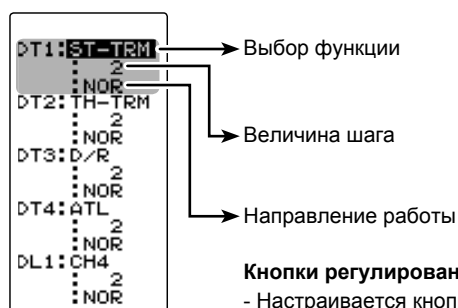 DT1:ST-TRM
: 2
:NOR
DT2:TH-TRM
: 2
:NOR
DT3:D/R
: 2
:NOR
DT4:ATL
: 2
:NOR
DL1:CH4
: 2
:NOR
Выбор функции
Величина шага
Направление работы
Кнопки регулирован
- Настраивается кноп